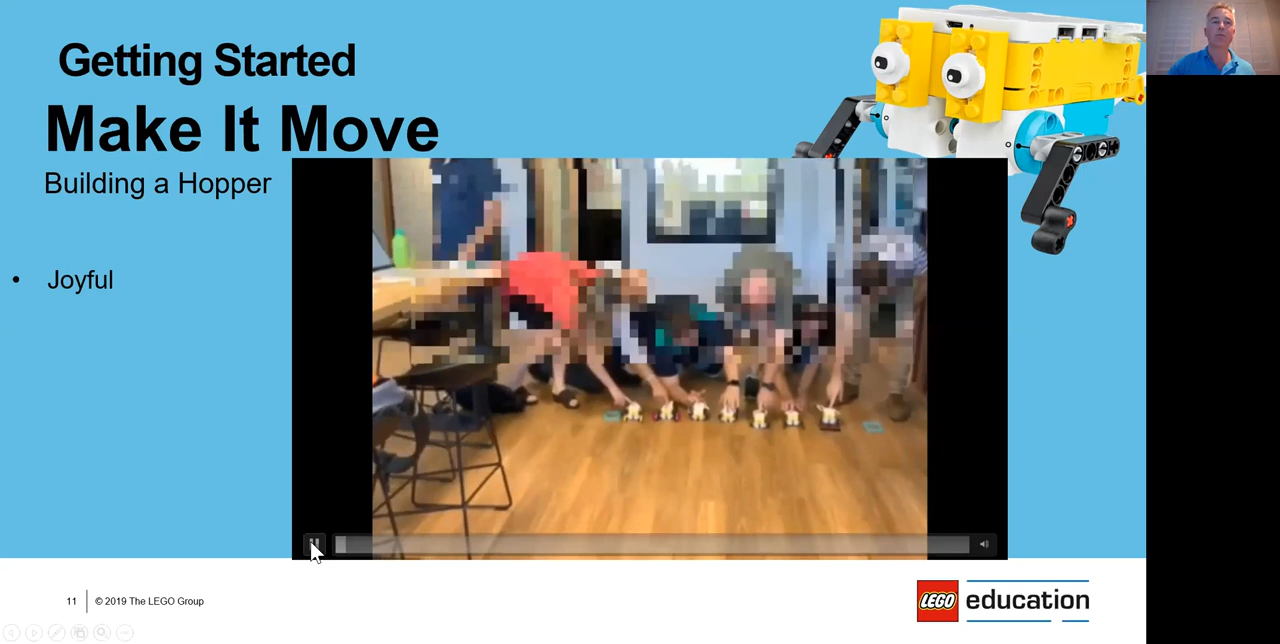 Getting Started
Make It Move
Building a Hopper
• Joyful
11 © 2019 The LEGO Group
LEGO education